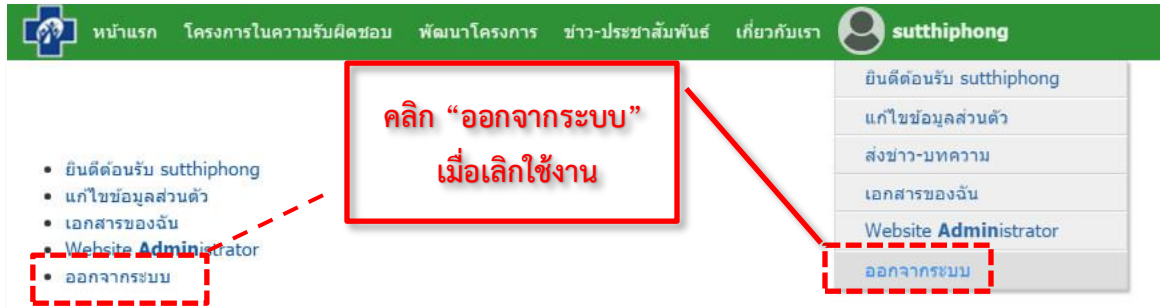 หน้าแรก โครงการในความรับผิดชอบ พัฒนาโครงการ ข่าว-ประชาสัมพันธ์ เกี่ยวกับเรา sutthiphong
ยินดีต้อนรับ sutthiphong
แก้ไขข้อมูลส่วนตัว
ส่งข่าว-บทความ
เอกสารของฉัน
Website Administrator
ออกจากระบบ
คลิก “ออกจากระบบ”
เมื่อเลิกใช้งาน
ยินดีต้อนรับ sutthiphong
แก้ไขข้อมูลส่วนตัว
เอกสารของฉัน
Website Administrator
ออกจากระบบ